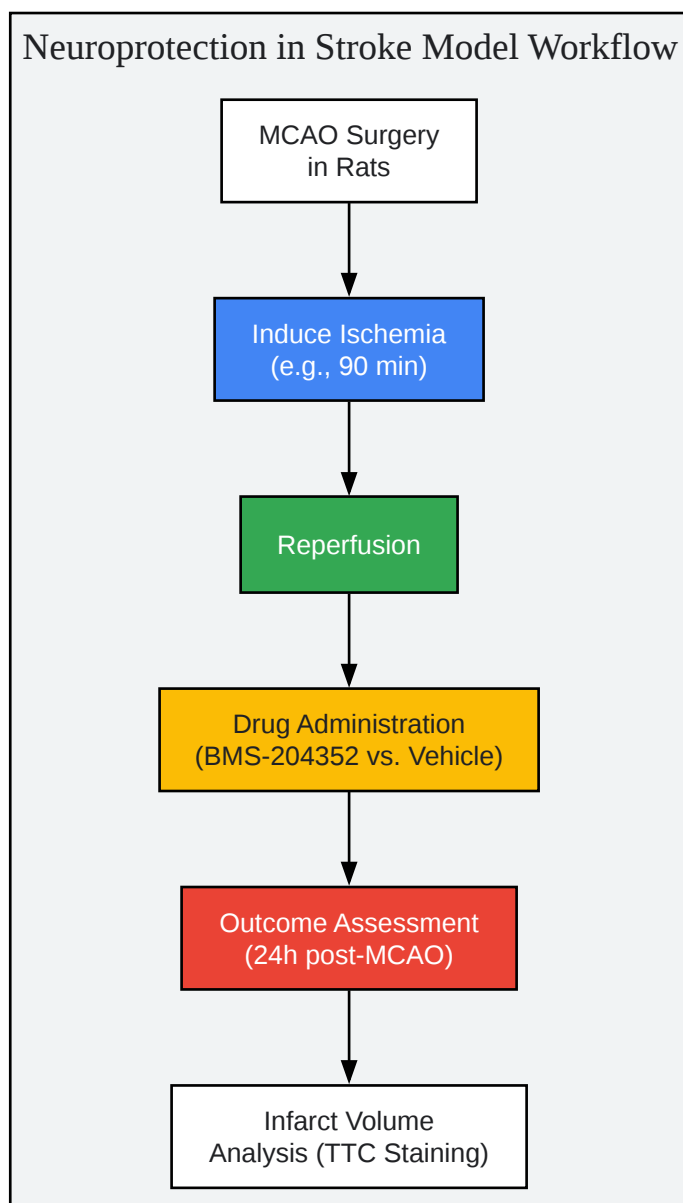 Neuroprotection in Stroke Model Workflow
MCAO Surgery
in Rats
Induce Ischemia
(e.g., 90 min)
Reperfusion
Drug Administration
(BMS-204352 vs. Vehicle)
Outcome Assessment
(24h post-MCAO)
Infarct Volume
Analysis (TTC Staining)